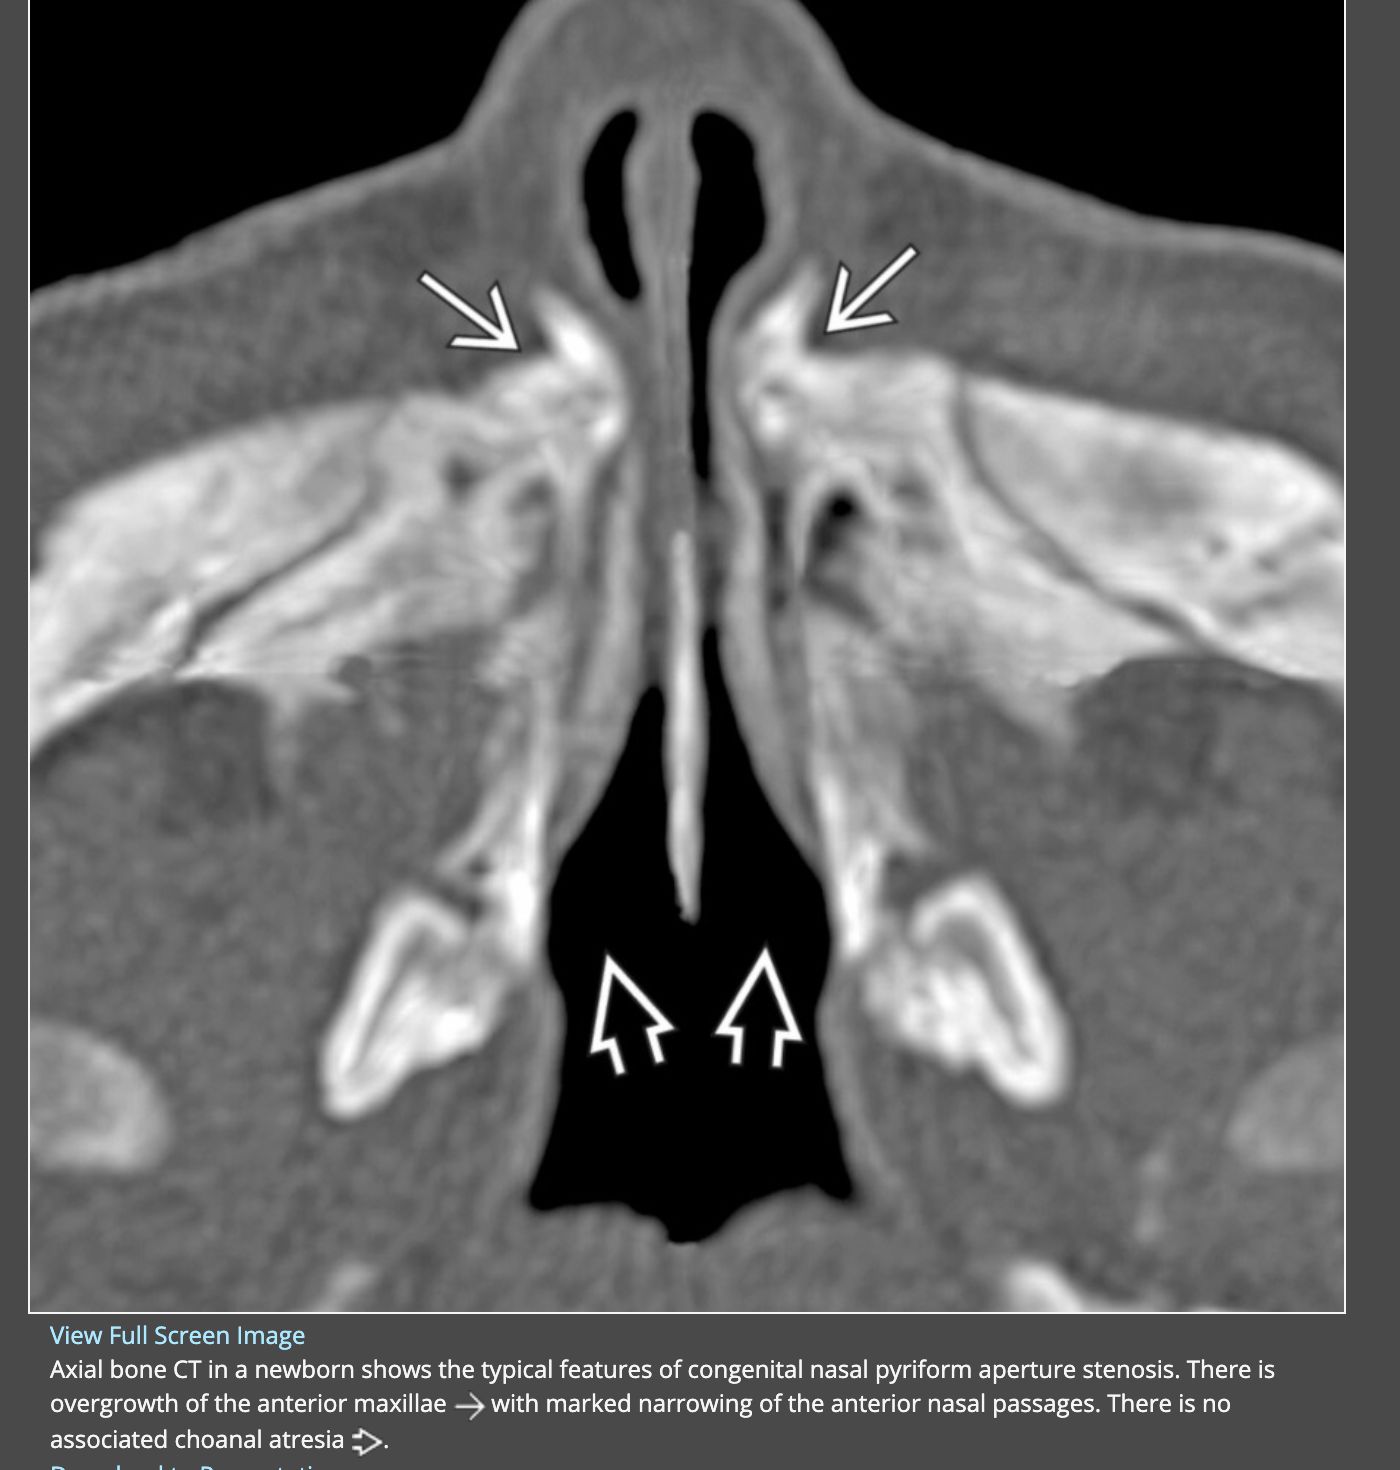 View Full Screen Image
Axial bone CT in a newborn shows the typical features of congenital nasal pyriform aperture stenosis. There is
overgrowth of the anterior maxillae → with marked narrowing of the anterior nasal passages. There is no
associated choanal atresia ⇨.